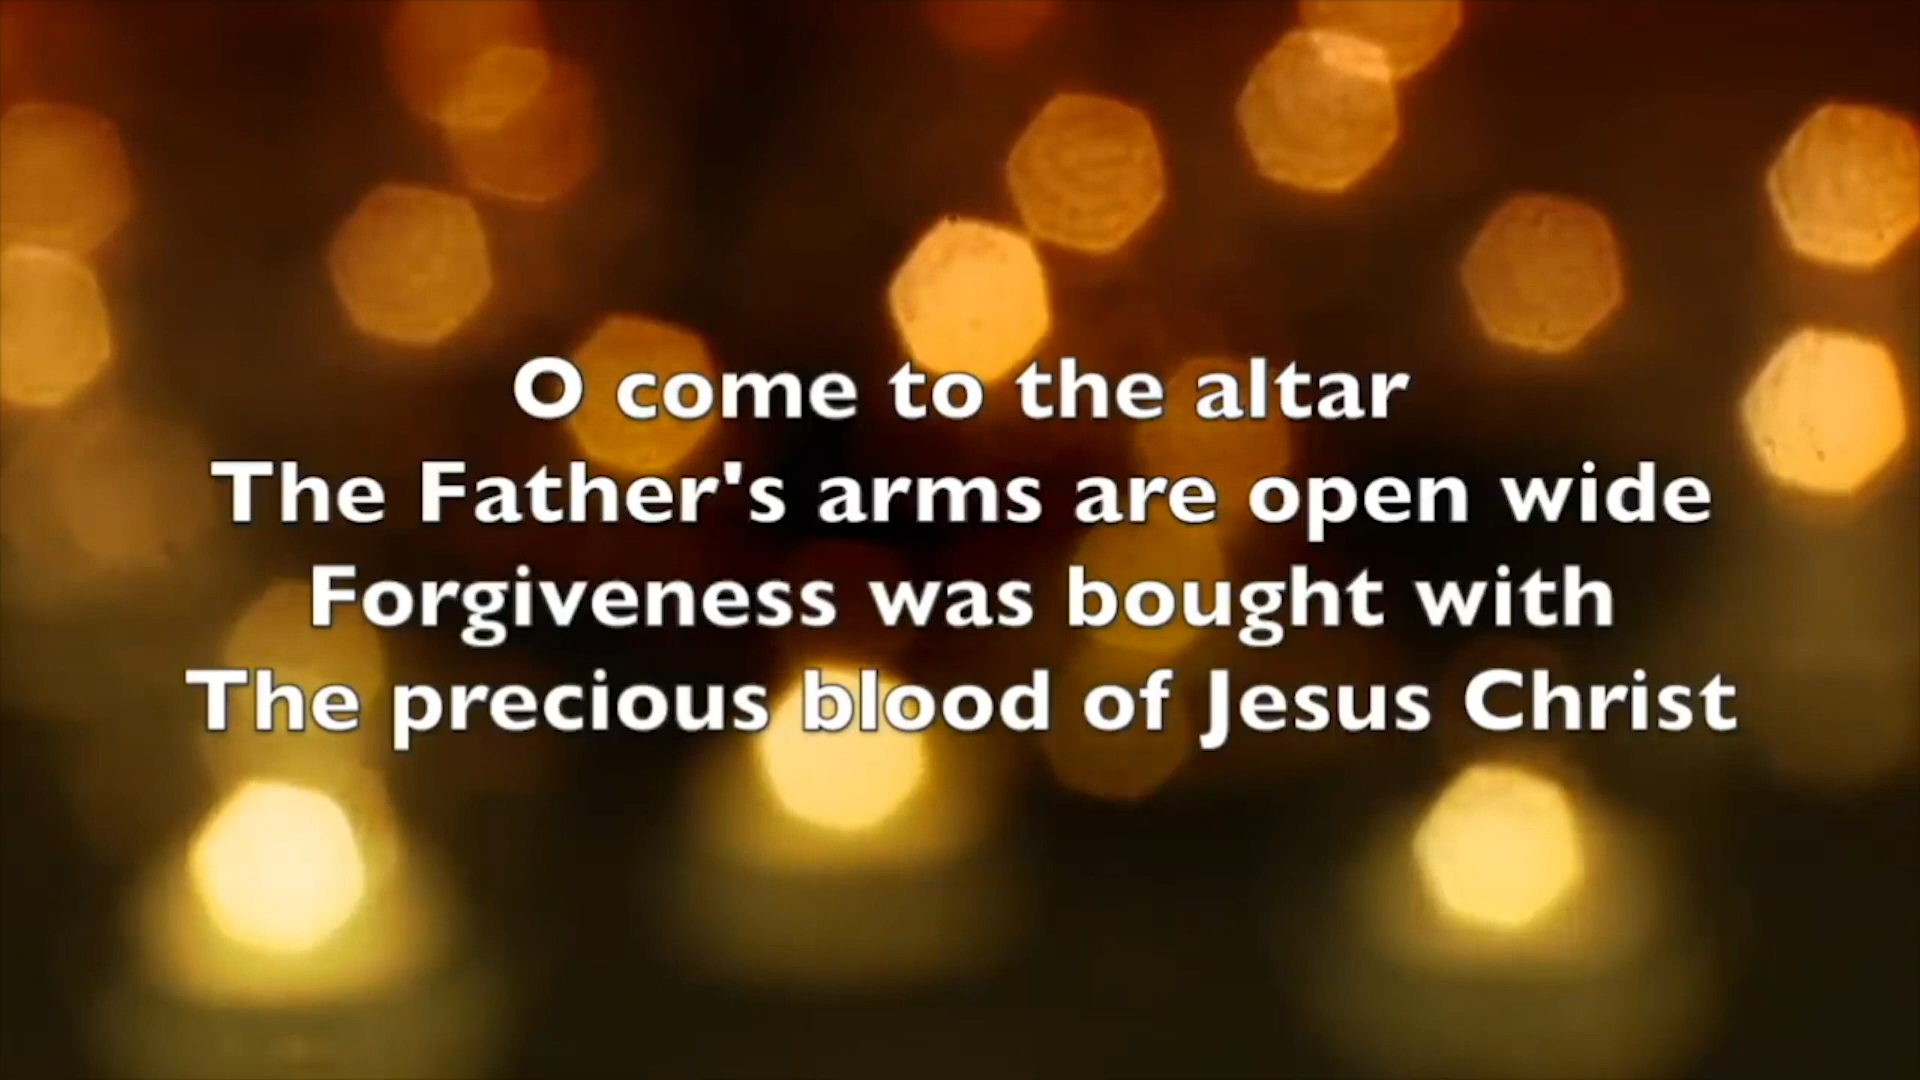 O come to the altar
The Father's arms are open wide
Forgiveness was bought with
The precious blood of Jesus Christ